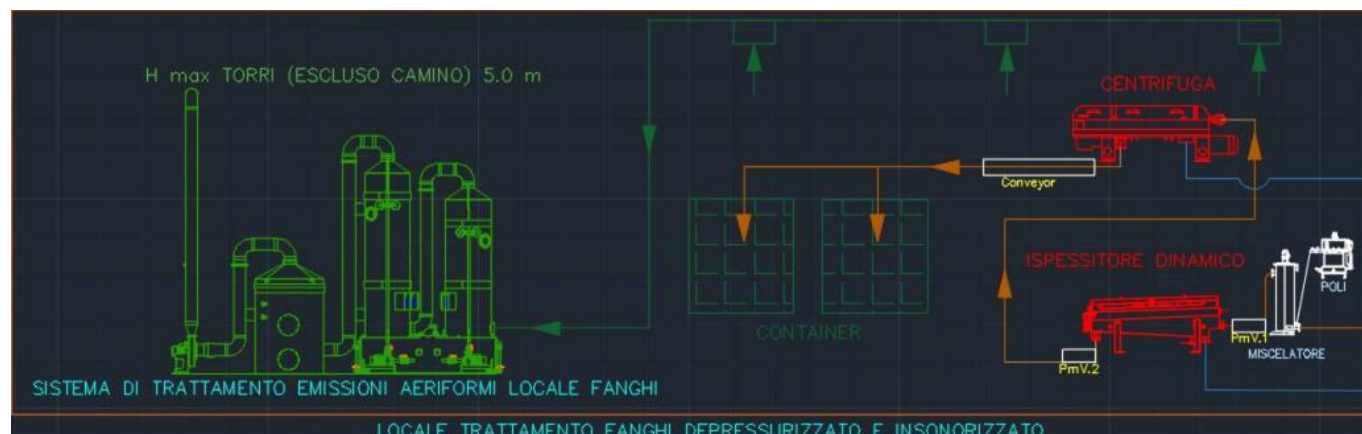 H max TORRI (ESCLUSO CAMINO) 5.0 m
CENTRIFUGA
Conveyor
ISPESSITORE DINAMICO
POLI
CONTAINER
PmV.1
MISCELATORE
PmV.2
SISTEMA DI TRATTAMENTO EMISSIONI AERIFORMI LOCALE FANGHI
LOCALE TRATTAMENTO FANGHI DEPRESSURIZZATO E INSONORIZZATO